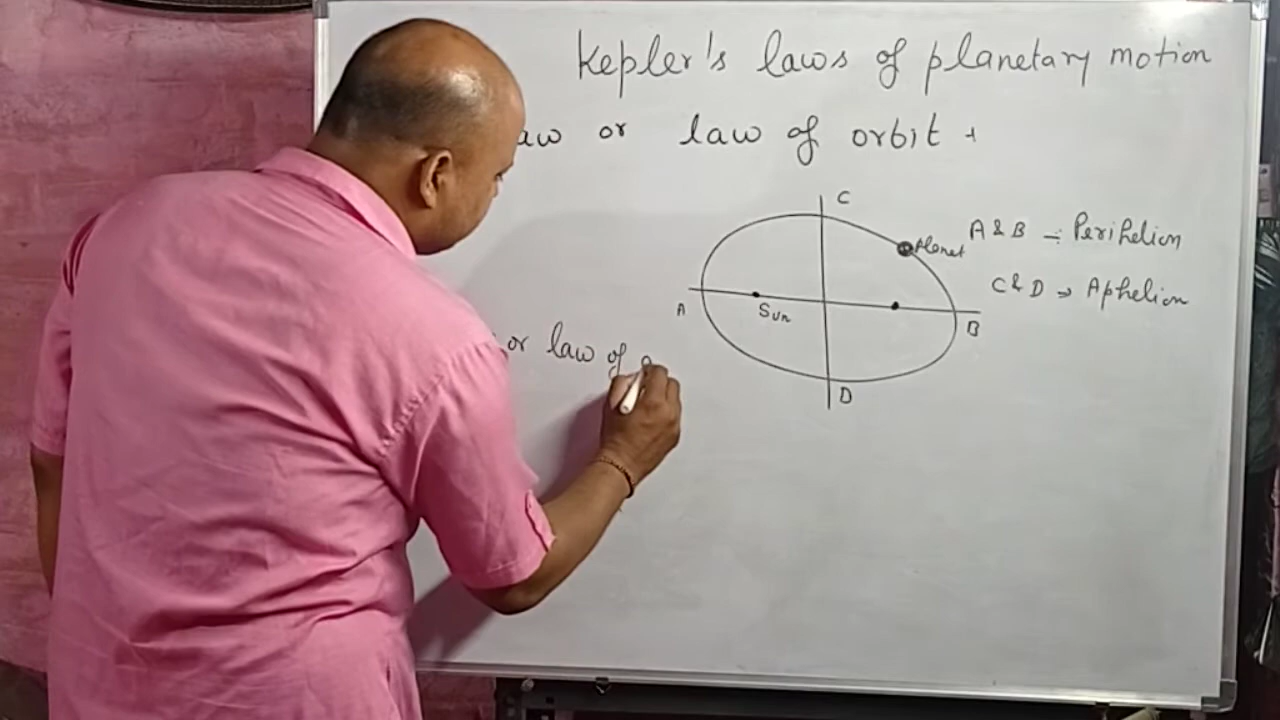 Kepler's laws of planetary motion
aw or law of orbit +
C
Planet
A & B -: Perihelion
C & D → Aphelion
A
Sun
B
or law of
D